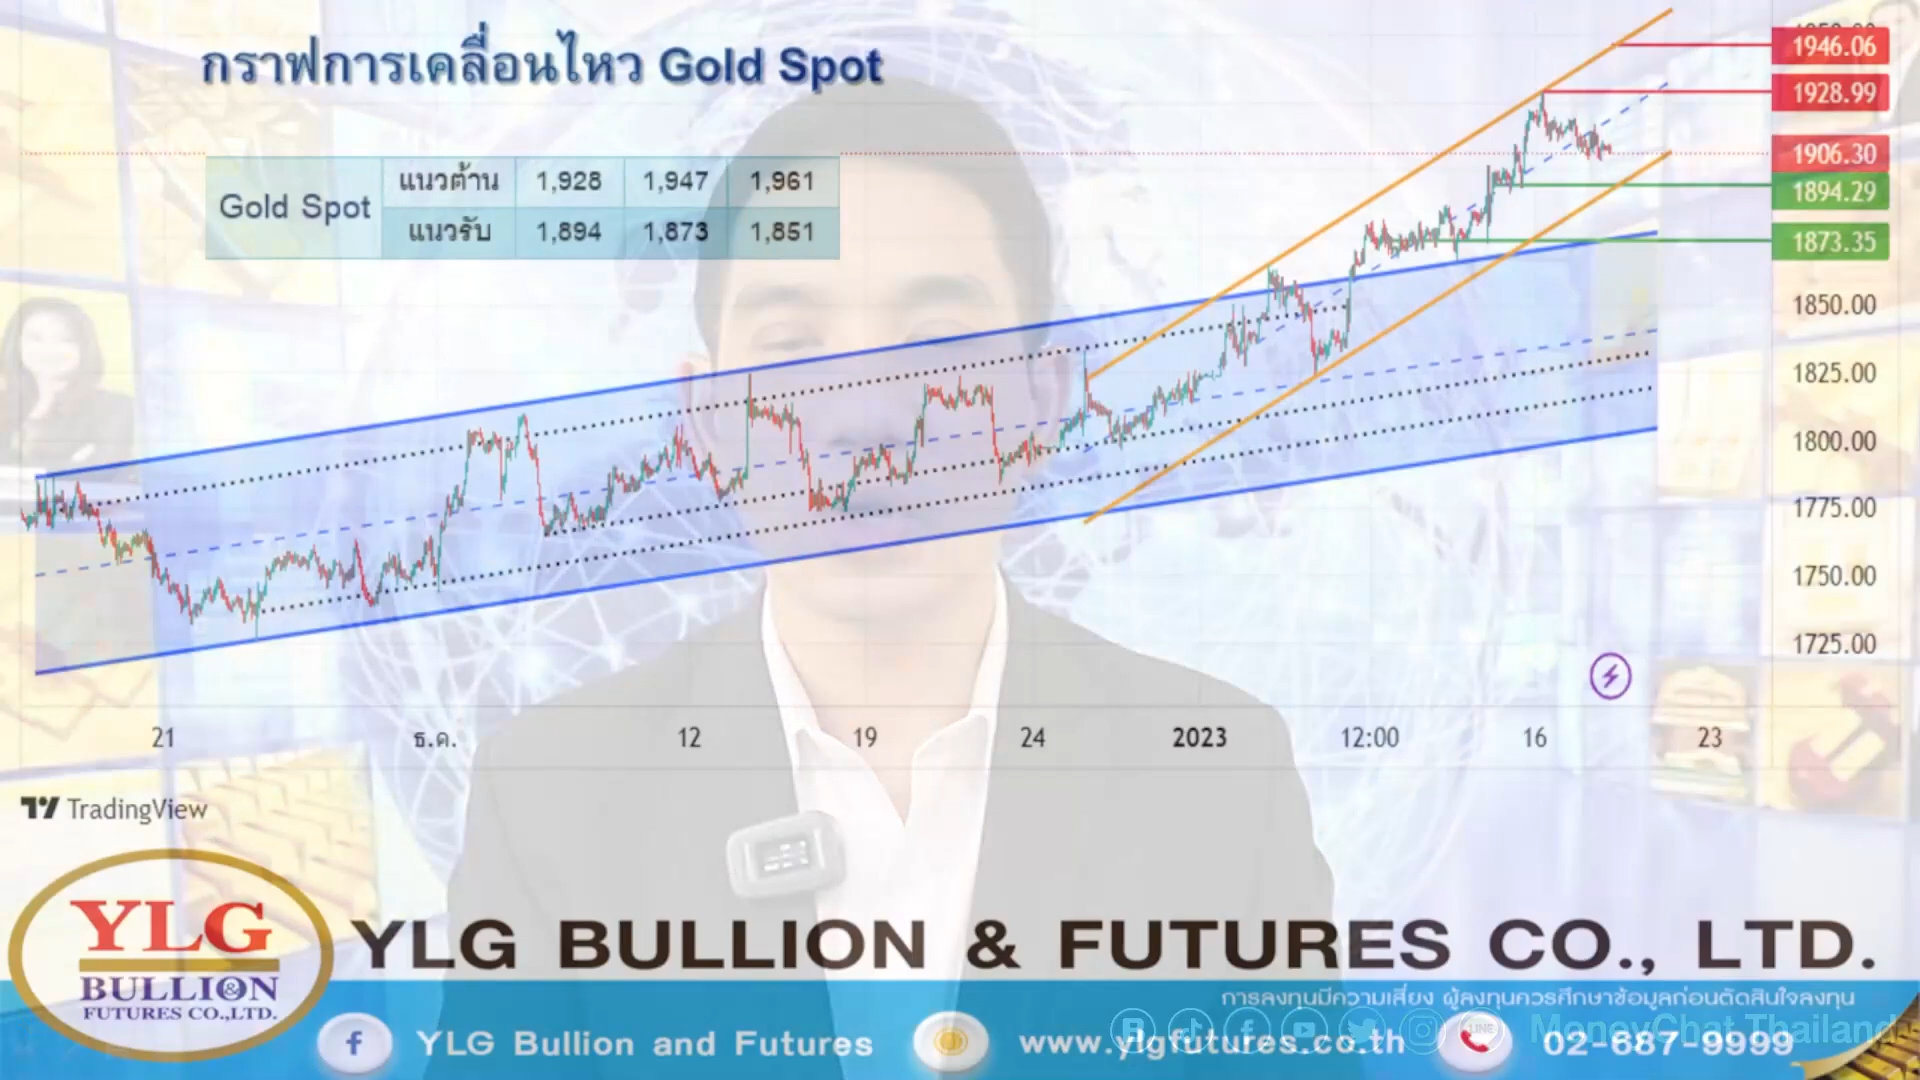 กราฟการเคลื่อนไหว Gold Spot
Gold Spot
แนวต้าน 1,928 1,947 1,961
แนวรับ 1,894 1,873 1,851
1946.06
1928.99
1906.30
1894.29
1873.35
1850.00
1825.00
1800.00
1775.00
1750.00
1725.00
21 ธ.ค. 12 19 24 2023 12:00 16 23
TradingView
YLG
BULLION &
FUTURES CO.,LTD.
YLG BULLION & FUTURES CO., LTD.
การลงทุนมีความเสี่ยง ผู้ลงทุนควรศึกษาข้อมูลก่อนตัดสินใจลงทุน
YLG Bullion and Futures
www.ylgfutures.co.th
02-687-9999
LINE
MoneyChat Thailand